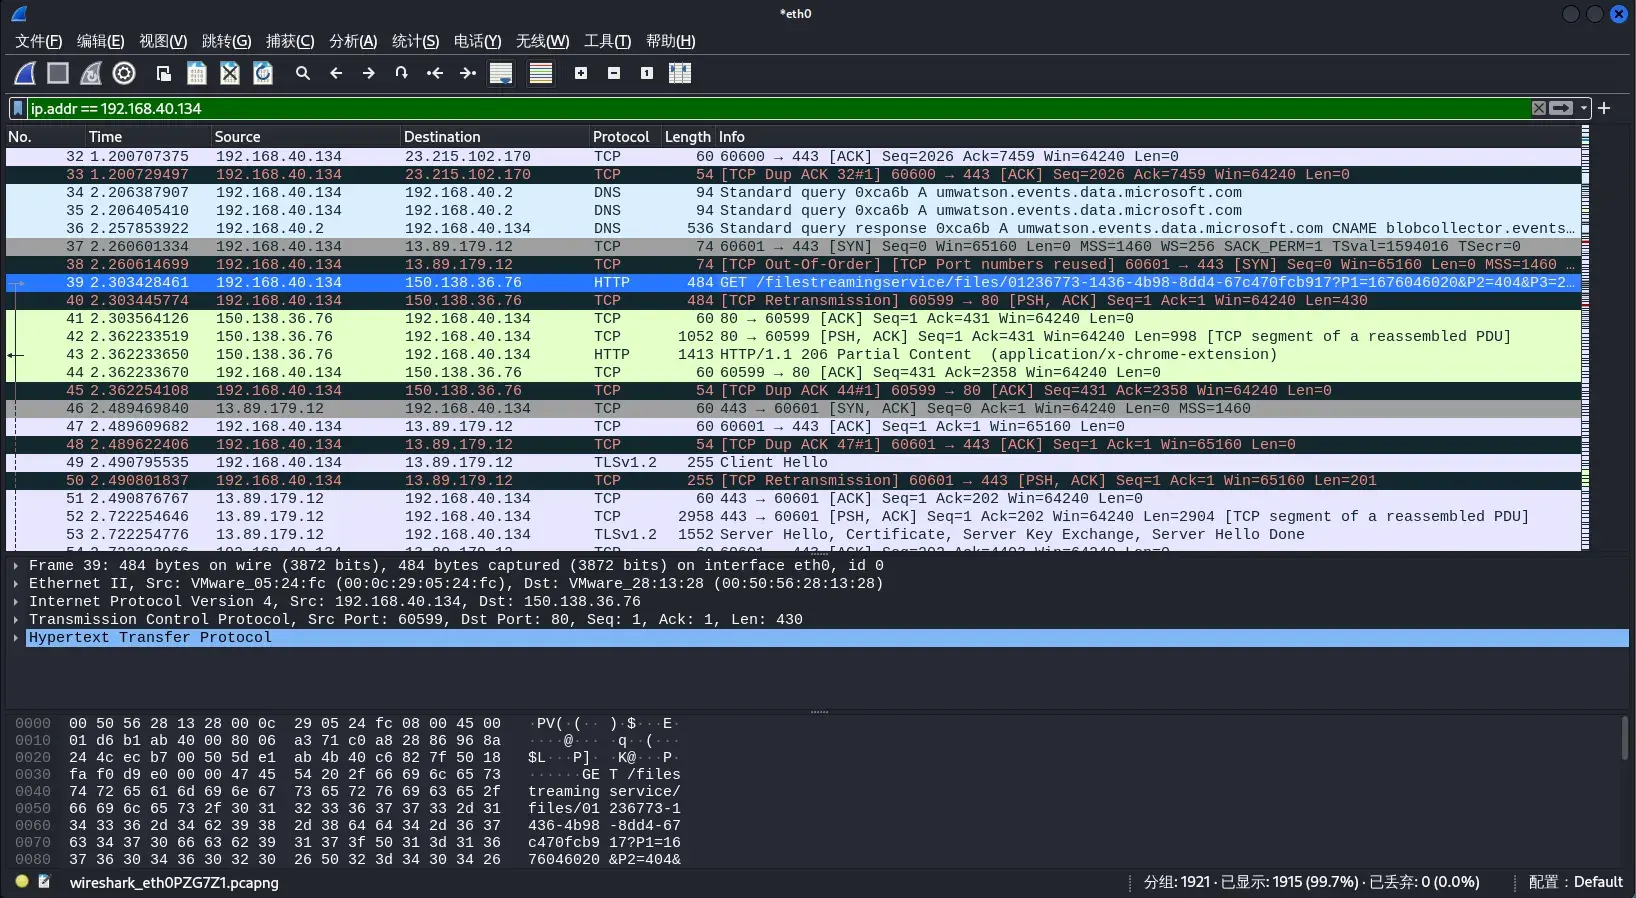 *eth0
文件(F) 编辑(E) 视图(V) 跳转(G) 捕获(C) 分析(A) 统计(S) 电话(Y) 无线(W) 工具(T) 帮助(H)
ip.addr == 192.168.40.134
No. Time Source Destination Protocol Length Info
32 1.200707375 192.168.40.134 23.215.102.170 TCP 60 60600 → 443 [ACK] Seq=2026 Ack=7459 Win=64240 Len=0
33 1.200729497 192.168.40.134 23.215.102.170 TCP 54 [TCP Dup ACK 32#1] 60600 → 443 [ACK] Seq=2026 Ack=7459 Win=64240 Len=0
34 2.206387907 192.168.40.134 192.168.40.2 DNS 94 Standard query 0xca6b A umwatson.events.data.microsoft.com
35 2.206405410 192.168.40.134 192.168.40.2 DNS 94 Standard query 0xca6b A umwatson.events.data.microsoft.com
36 2.257853922 192.168.40.2 192.168.40.134 DNS 536 Standard query response 0xca6b A umwatson.events.data.microsoft.com CNAME blobcollector.events…
37 2.260601334 192.168.40.134 13.89.179.12 TCP 74 60601 → 443 [SYN] Seq=0 Win=65160 Len=0 MSS=1460 WS=256 SACK_PERM=1 TSval=1594016 TSecr=0
38 2.260614699 192.168.40.134 13.89.179.12 TCP 74 [TCP Out-Of-Order] [TCP Port numbers reused] 60601 → 443 [SYN] Seq=0 Win=65160 Len=0 MSS=1460 …
39 2.303428461 192.168.40.134 150.138.36.76 HTTP 484 GET /filestreamingservice/files/01236773-1436-4b98-8dd4-67c470fcb917?P1=1676046020&P2=404&P3=2…
40 2.303445774 192.168.40.134 150.138.36.76 TCP 484 [TCP Retransmission] 60599 → 80 [PSH, ACK] Seq=1 Ack=1 Win=64240 Len=430
41 2.303564126 150.138.36.76 192.168.40.134 TCP 60 80 → 60599 [ACK] Seq=1 Ack=431 Win=64240 Len=0
42 2.362233519 150.138.36.76 192.168.40.134 TCP 1052 80 → 60599 [PSH, ACK] Seq=1 Ack=431 Win=64240 Len=998 [TCP segment of a reassembled PDU]
43 2.362233650 150.138.36.76 192.168.40.134 HTTP 1413 HTTP/1.1 206 Partial Content (application/x-chrome-extension)
44 2.362233670 192.168.40.134 150.138.36.76 TCP 60 60599 → 80 [ACK] Seq=431 Ack=2358 Win=64240 Len=0
45 2.362254108 192.168.40.134 150.138.36.76 TCP 54 [TCP Dup ACK 44#1] 60599 → 80 [ACK] Seq=431 Ack=2358 Win=64240 Len=0
46 2.489469840 13.89.179.12 192.168.40.134 TCP 60 443 → 60601 [SYN, ACK] Seq=0 Ack=1 Win=64240 Len=0 MSS=1460
47 2.489609682 192.168.40.134 13.89.179.12 TCP 60 60601 → 443 [ACK] Seq=1 Ack=1 Win=65160 Len=0
48 2.489622406 192.168.40.134 13.89.179.12 TCP 54 [TCP Dup ACK 47#1] 60601 → 443 [ACK] Seq=1 Ack=1 Win=65160 Len=0
49 2.490795535 192.168.40.134 13.89.179.12 TLSv1.2 255 Client Hello
50 2.490801837 192.168.40.134 13.89.179.12 TCP 255 [TCP Retransmission] 60601 → 443 [PSH, ACK] Seq=1 Ack=1 Win=65160 Len=201
51 2.490876767 13.89.179.12 192.168.40.134 TCP 60 443 → 60601 [ACK] Seq=1 Ack=202 Win=64240 Len=0
52 2.722254646 13.89.179.12 192.168.40.134 TCP 2958 443 → 60601 [PSH, ACK] Seq=1 Ack=202 Win=64240 Len=2904 [TCP segment of a reassembled PDU]
53 2.722254776 13.89.179.12 192.168.40.134 TLSv1.2 1552 Server Hello, Certificate, Server Key Exchange, Server Hello Done
Frame 39: 484 bytes on wire (3872 bits), 484 bytes captured (3872 bits) on interface eth0, id 0
Ethernet II, Src: VMware_05:24:fc (00:0c:29:05:24:fc), Dst: VMware_28:13:28 (00:50:56:28:13:28)
Internet Protocol Version 4, Src: 192.168.40.134, Dst: 150.138.36.76
Transmission Control Protocol, Src Port: 60599, Dst Port: 80, Seq: 1, Ack: 1, Len: 430
Hypertext Transfer Protocol
0000 00 50 56 28 13 28 00 0c 29 05 24 fc 08 00 45 00 ·PV(·(·· )·$···E·
0010 01 d6 b1 ab 40 00 80 06 a3 71 c0 a8 28 86 96 8a ····@··· ·q··(···
0020 24 4c ec b7 00 50 5d e1 ab 4b 40 c6 82 7f 50 18 $L···P]· ·K@···P·
0030 fa f0 d9 e0 00 00 47 45 54 20 2f 66 69 6c 65 73 ······GE T /files
0040 74 72 65 61 6d 69 6e 67 73 65 72 76 69 63 65 2f treaming service/
0050 66 69 6c 65 73 2f 30 31 32 33 36 37 37 33 2d 31 files/01 236773-1
0060 34 33 36 2d 34 62 39 38 2d 38 64 64 34 2d 36 37 436-4b98 -8dd4-67
0070 63 34 37 30 66 63 62 39 31 37 3f 50 31 3d 31 36 c470fcb9 17?P1=16
0080 37 36 30 34 36 30 32 30 26 50 32 3d 34 30 34 26 76046020 &P2=404&
wireshark_eth0PZG7Z1.pcapng 分组: 1921 · 已显示: 1915 (99.7%) · 已丢弃: 0 (0.0%) 配置：Default